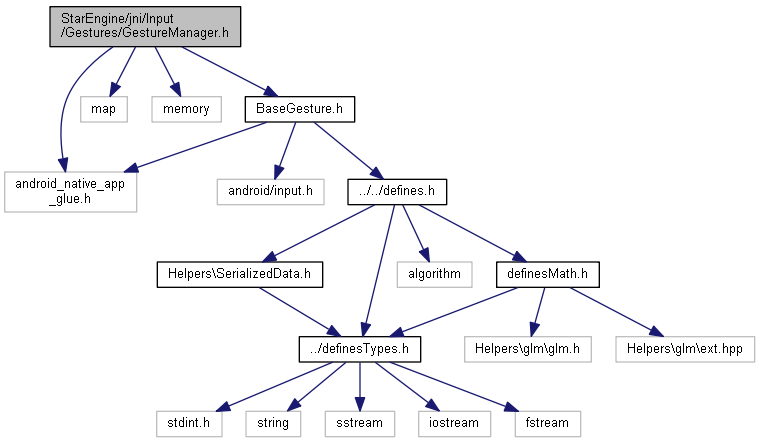 StarEngine/jni/Input
/Gestures/GestureManager.h
map
memory
BaseGesture.h
android_native_app
_glue.h
android/input.h
../../defines.h
Helpers\SerializedData.h
algorithm
definesMath.h
../definesTypes.h
Helpers\glm\glm.h
Helpers\glm\ext.hpp
stdint.h
string
sstream
iostream
fstream